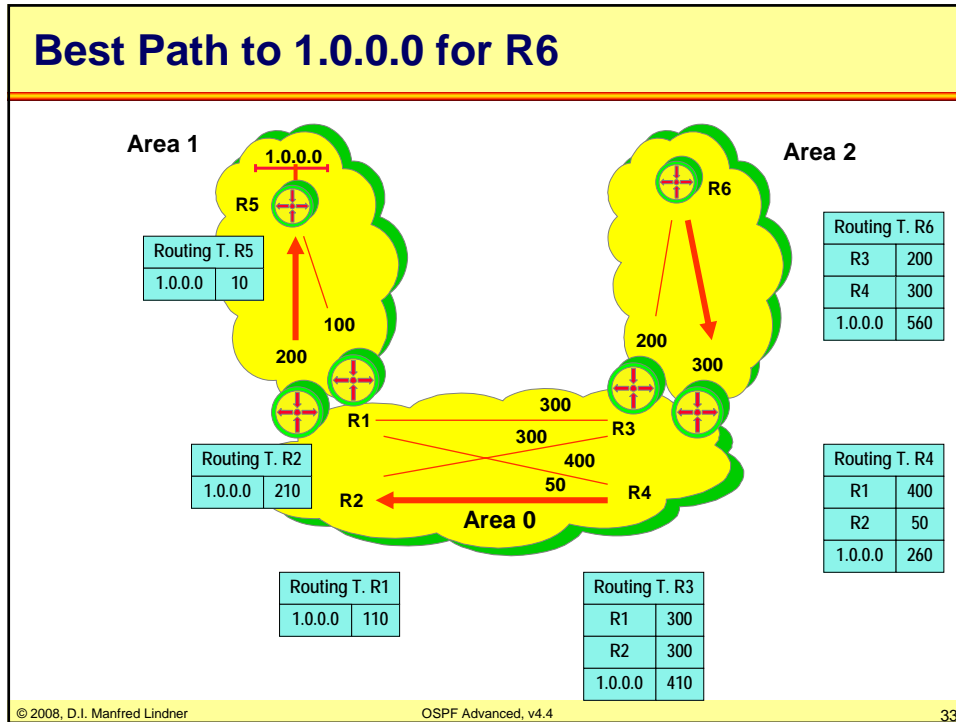 Best Path to 1.0.0.0 for R6
Area 1
1.0.0.0
R5
Area 2
R6
Routing T. R5
1.0.0.0 10
Routing T. R6
R3 200
R4 300
1.0.0.0 560
100
200
200
300
R1
300
R3
300
400
Routing T. R2
1.0.0.0 210
R2
50
R4
Area 0
Routing T. R4
R1 400
R2 50
1.0.0.0 260
Routing T. R1
1.0.0.0 110
Routing T. R3
R1 300
R2 300
1.0.0.0 410
© 2008, D.I. Manfred Lindner
OSPF Advanced, v4.4
33